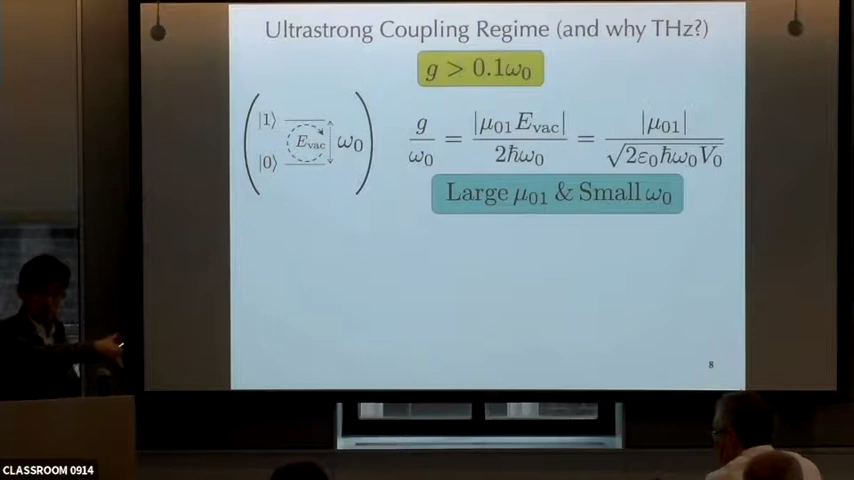 Ultrastrong Coupling Regime (and why THz?)
g > 0.1ω₀
|1⟩
|0⟩
E_vac
ω₀
g/ω₀ = |μ₀₁E_vac|/2ħω₀ = |μ₀₁|/√(2ε₀ħω₀V₀)
Large μ₀₁ & Small ω₀
8
CLASSROOM 0914